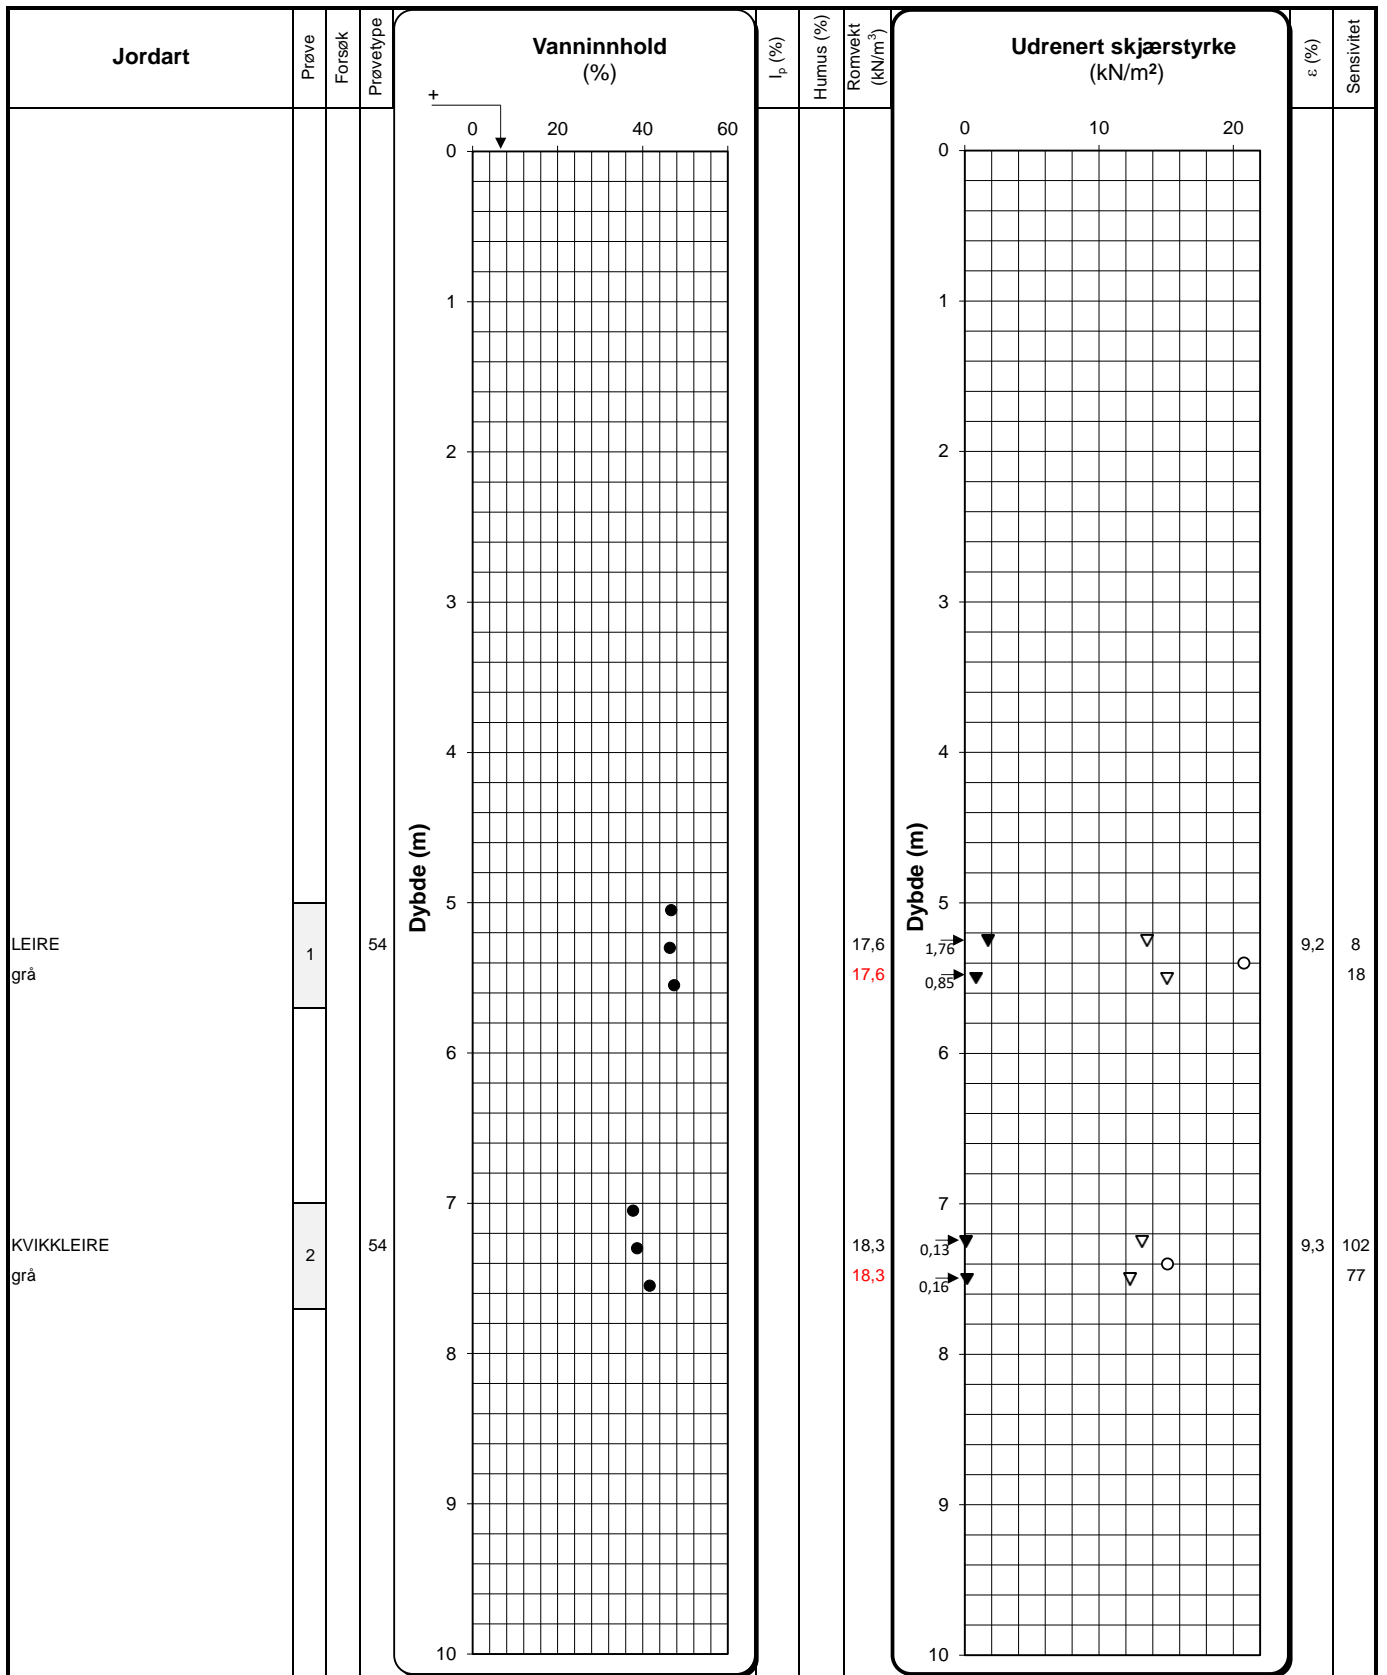 Jordart
Prøve
Forsøk
Prøvetype
Vanninnhold
(%)
Ip (%)
Humus (%)
Romvekt
(kN/m³)
Udrenert skjærstyrke
(kN/m²)
ε (%)
Sensivitet
+
0 20 40 60
0 10 20
0 0
1 1
2 2
3 3
4 4
Dybde (m) Dybde (m)
5 5
LEIRE 1 54 17,6 1,76 9,2 8
grå 17,6 0,85 18
6 6
7 7
KVIKKLEIRE 2 54 18,3 0,13 9,3 102
grå 18,3 0,16 77
8 8
9 9
10 10